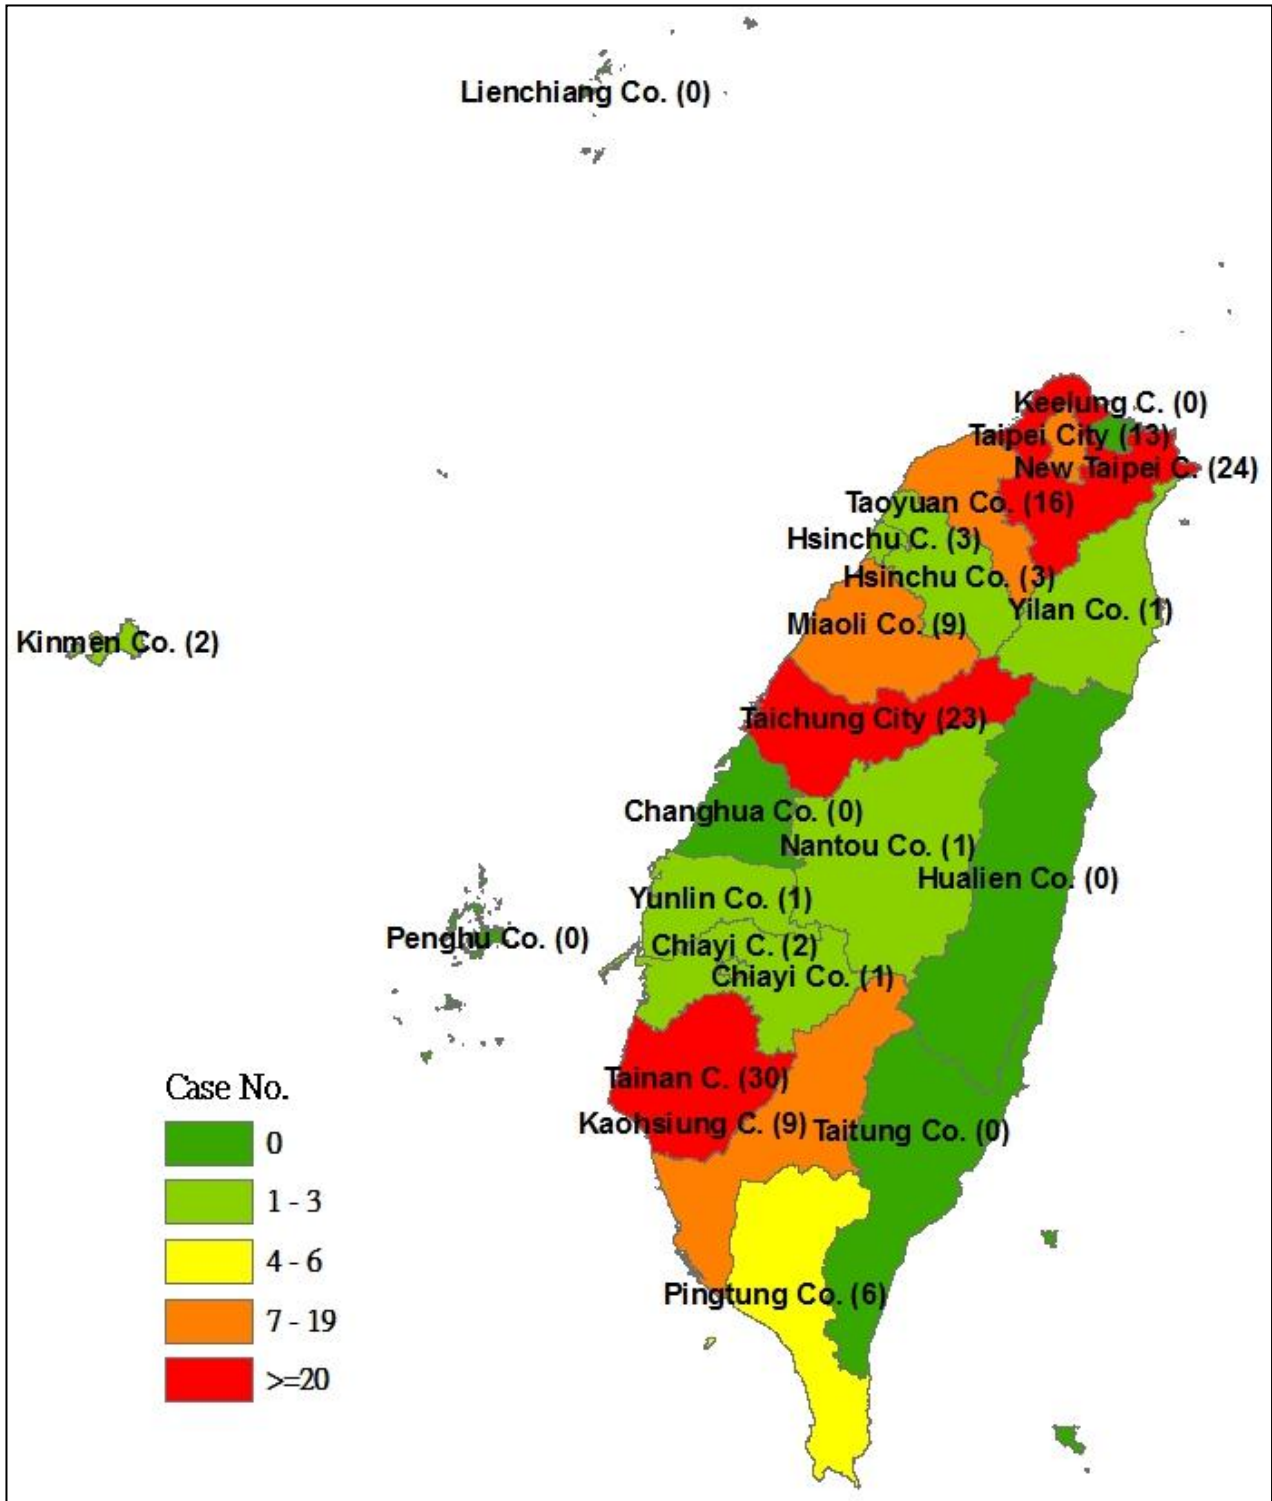 Lienchiang Co. (0)
Keelung C. (0)
Taipei City (13)
New Taipei C. (24)
Taoyuan Co. (16)
Hsinchu C. (3)
Hsinchu Co. (3)
Yilan Co. (1)
Miaoli Co. (9)
Kinmen Co. (2)
Taichung City (23)
Changhua Co. (0)
Nantou Co. (1)
Hualien Co. (0)
Yunlin Co. (1)
Penghu Co. (0)
Chiayi C. (2)
Chiayi Co. (1)
Tainan C. (30)
Kaohsiung C. (9)
Taitung Co. (0)
Pingtung Co. (6)
Case No.
0
1 - 3
4 - 6
7 - 19
>=20